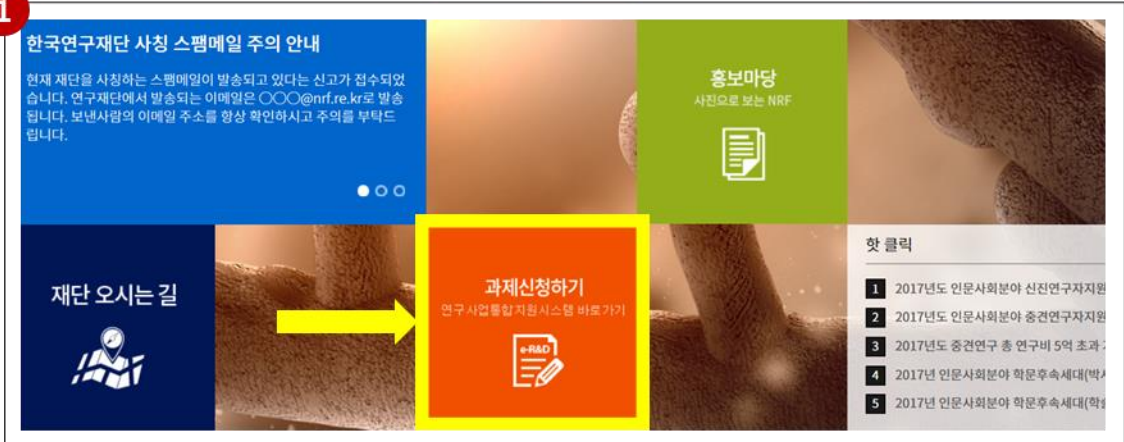 1
한국연구재단 사칭 스팸메일 주의 안내
현재 재단을 사칭하는 스팸메일이 발송되고 있다는 신고가 접수되었
습니다. 연구재단에서 발송되는 이메일은 〇〇〇@nrf.re.kr로 발송
됩니다. 보낸사람의 이메일 주소를 항상 확인하시고 주의를 부탁드
립니다.
홍보마당
사진으로 보는 NRF
재단 오시는 길
과제신청하기
연구사업통합지원시스템 바로가기
e-R&D
핫 클릭
1 2017년도 인문사회분야 신진연구자지원
2 2017년도 인문사회분야 중견연구자지원
3 2017년도 중견연구 총 연구비 5억 초과
4 2017년 인문사회분야 학문후속세대(박사
5 2017년 인문사회분야 학문후속세대(학술